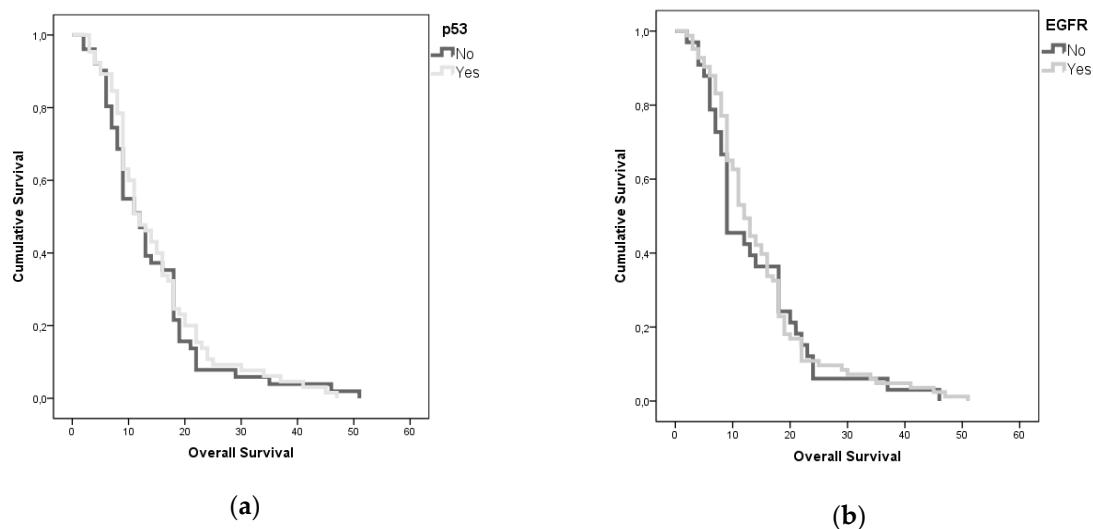 p53
No
Yes
1,0
0,8
0,6
0,4
0,2
0,0
Cumulative Survival
0 10 20 30 40 50 60
Overall Survival
(a)
EGFR
No
Yes
1,0
0,8
0,6
0,4
0,2
0,0
Cumulative Survival
0 10 20 30 40 50 60
Overall Survival
(b)